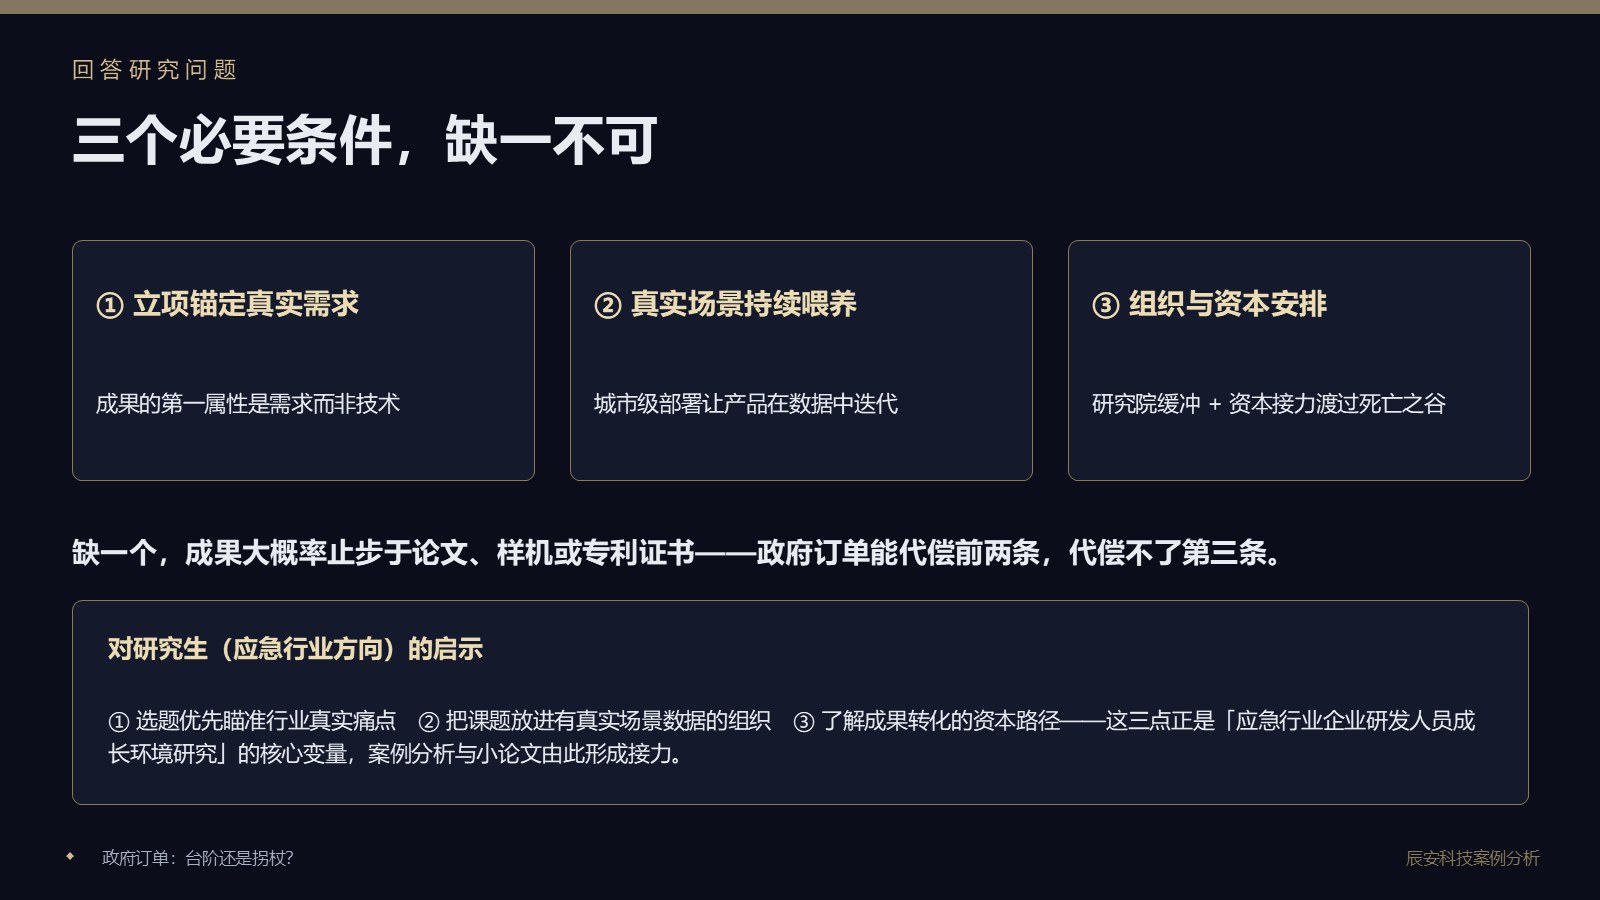 回答研究问题
三个必要条件，缺一不可
① 立项锚定真实需求
成果的第一属性是需求而非技术
② 真实场景持续喂养
城市级部署让产品在数据中迭代
③ 组织与资本安排
研究院缓冲 + 资本接力渡过死亡之谷
缺一个，成果大概率止步于论文、样机或专利证书——政府订单能代偿前两条，代偿不了第三条。
对研究生（应急行业方向）的启示
① 选题优先瞄准行业真实痛点　② 把课题放进有真实场景数据的组织　③ 了解成果转化的资本路径——这三点正是「应急行业企业研发人员成
长环境研究」的核心变量，案例分析与小论文由此形成接力。
政府订单：台阶还是拐杖？
辰安科技案例分析